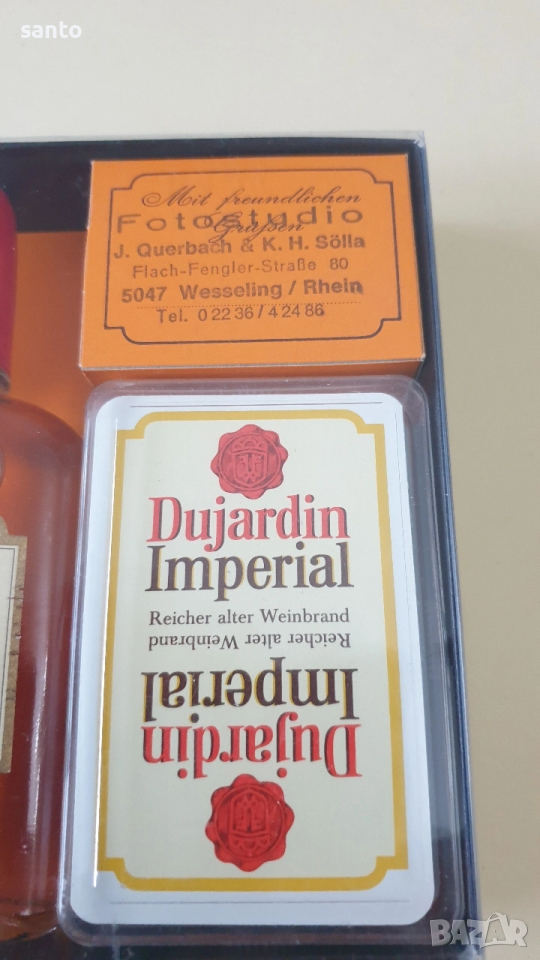 santo
Mit freundlichen
Fotostudio
Grüßen
J. Querbach & K. H. Sölla
Flach-Fengler-Straße 80
5047 Wesseling / Rhein
Tel. 0 22 36 / 4 24 86
Dujardin
Imperial
Reicher alter Weinbrand
Reicher alter Weinbrand
Imperial
Dujardin
BAZAR